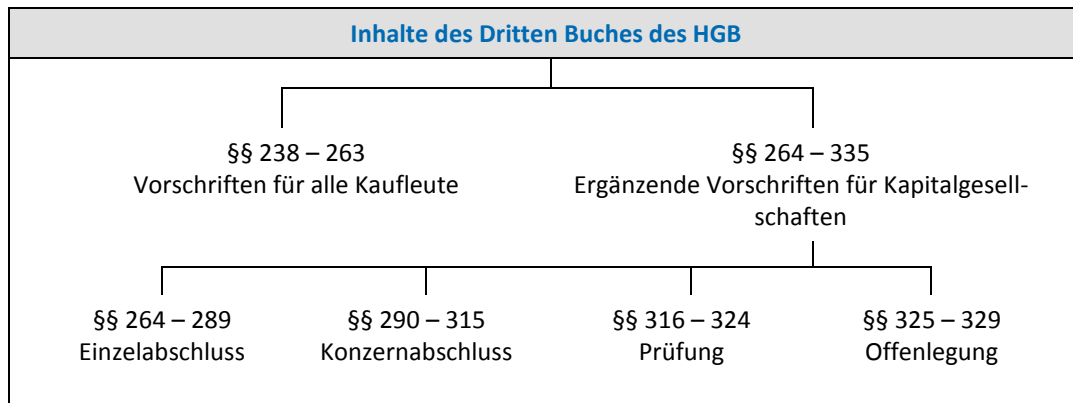 Inhalte des Dritten Buches des HGB
§§ 238 – 263
Vorschriften für alle Kaufleute
§§ 264 – 335
Ergänzende Vorschriften für Kapitalgesell-
schaften
§§ 264 – 289
Einzelabschluss
§§ 290 – 315
Konzernabschluss
§§ 316 – 324
Prüfung
§§ 325 – 329
Offenlegung